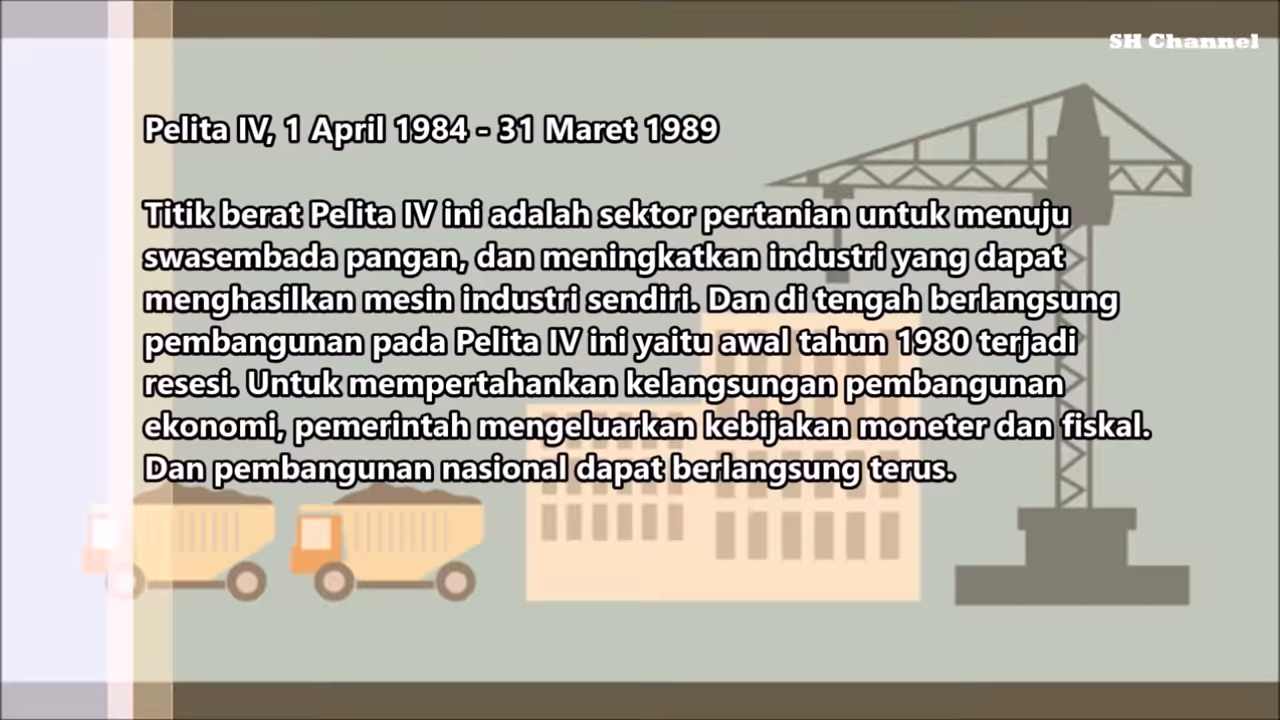 SH Channel
Pelita IV, 1 April 1984 - 31 Maret 1989
Titik berat Pelita IV ini adalah sektor pertanian untuk menuju
swasembada pangan, dan meningkatkan industri yang dapat
menghasilkan mesin industri sendiri. Dan di tengah berlangsung
pembangunan pada Pelita IV ini yaitu awal tahun 1980 terjadi
resesi. Untuk mempertahankan kelangsungan pembangunan
ekonomi, pemerintah mengeluarkan kebijakan moneter dan fiskal.
Dan pembangunan nasional dapat berlangsung terus.